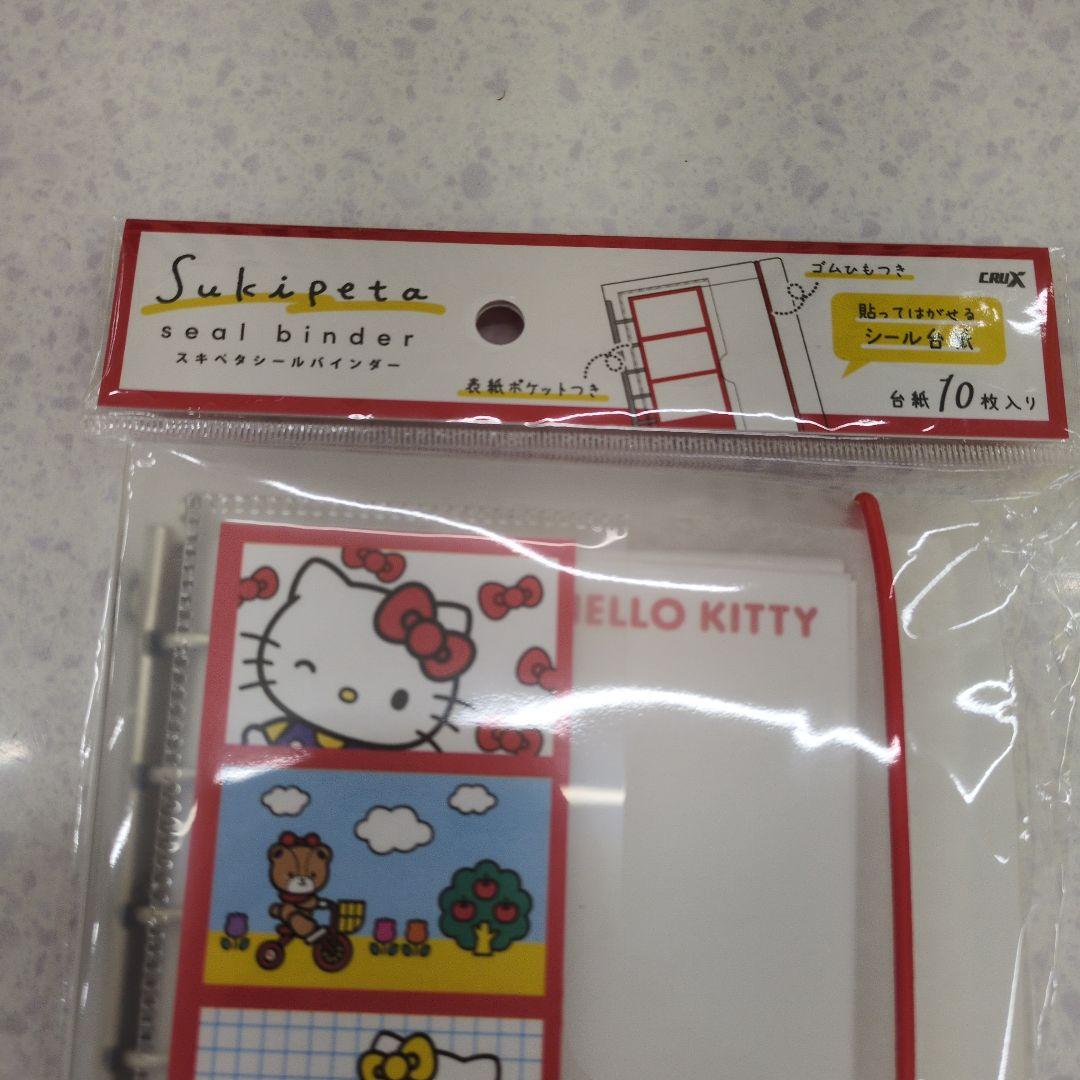 Sukipeta
seal binder
スキペタシールバインダー
表紙ポケットつき
ゴムひもつき
CRUX
貼ってはがせる
シール台紙
台紙10枚入り
HELLO KITTY